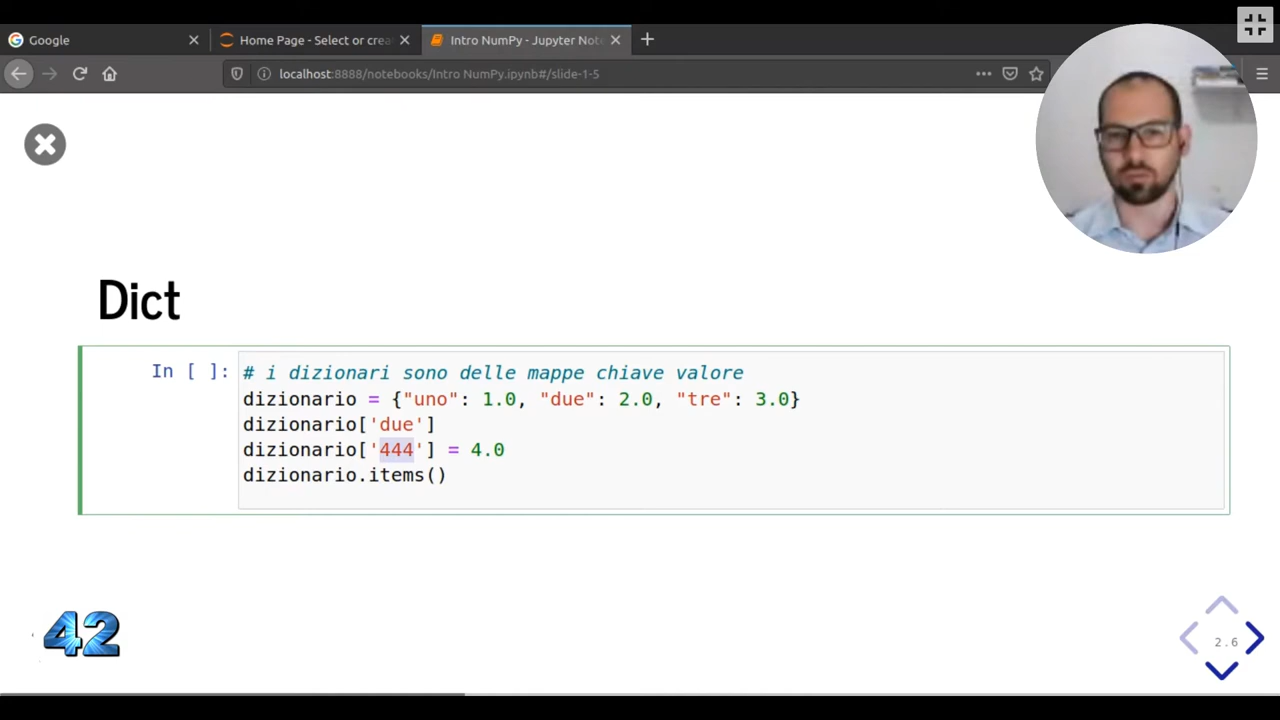 Google
Home Page - Select or crea
Intro NumPy - Jupyter Not
localhost:8888/notebooks/Intro NumPy.ipynb#/slide-1-5
Dict
In [ ]:
# i dizionari sono delle mappe chiave valore
dizionario = {"uno": 1.0, "due": 2.0, "tre": 3.0}
dizionario['due']
dizionario['444'] = 4.0
dizionario.items()
42
2.6